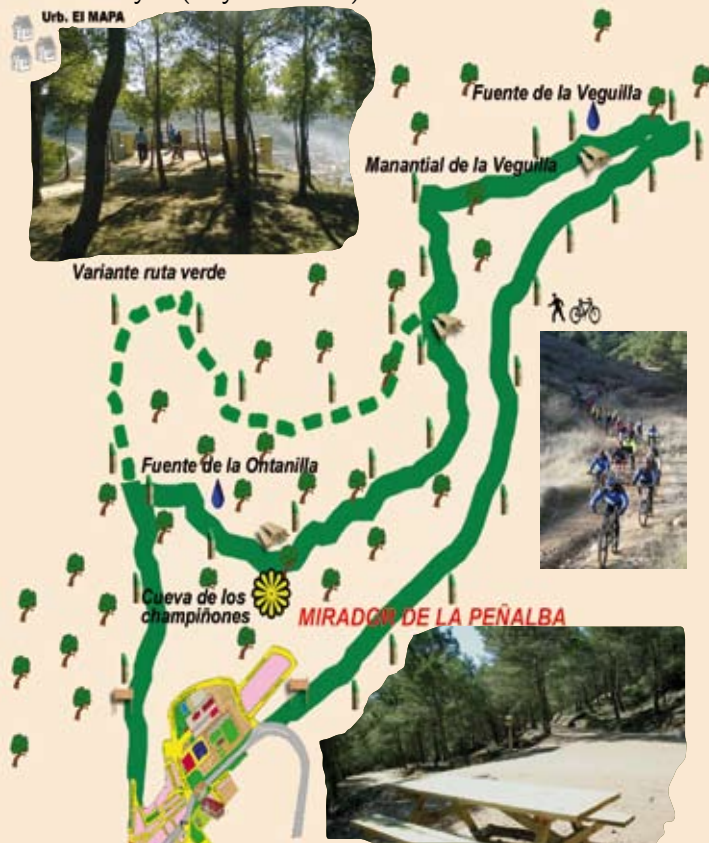 Urb. El MAPA
Fuente de la Veguilla
Manantial de la Veguilla
Variante ruta verde
Fuente de la Ontanilla
Cueva de los
champiñones
MIRADOR DE LA PEÑALBA